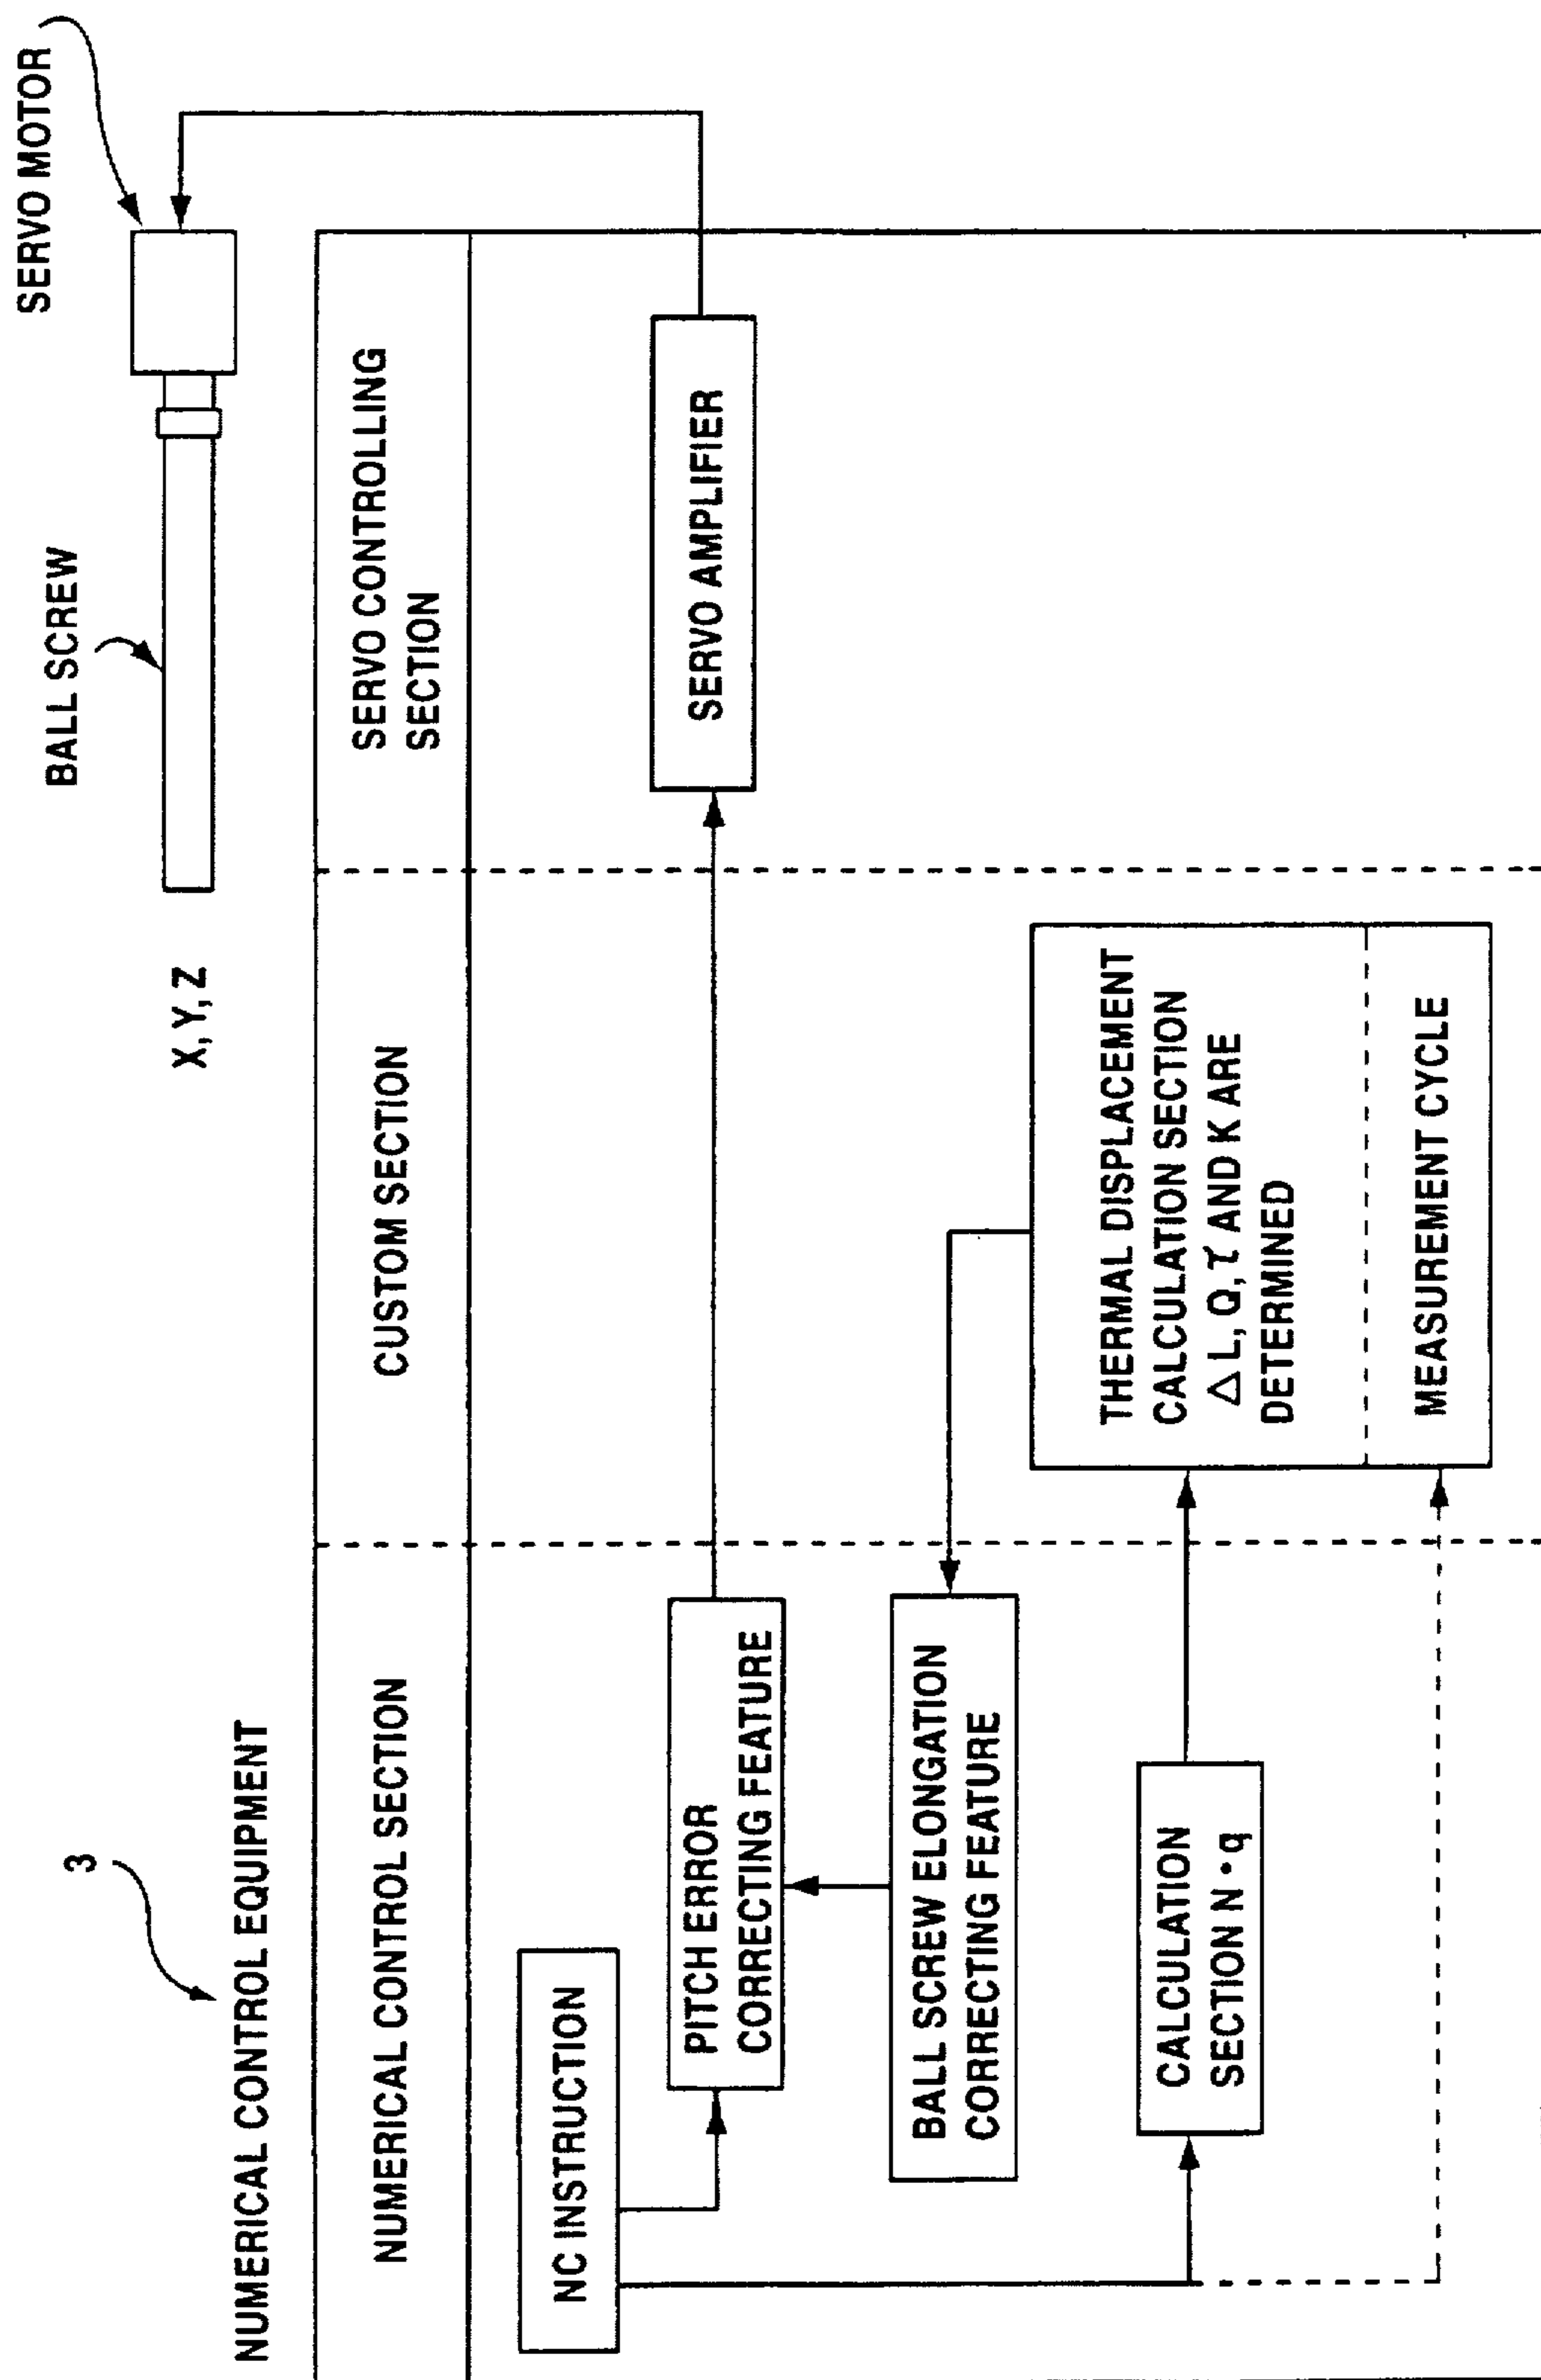 3
NUMERICAL CONTROL EQUIPMENT
X, Y, Z
BALL SCREW
SERVO MOTOR
NUMERICAL CONTROL SECTION
CUSTOM SECTION
SERVO CONTROLLING
SECTION
NC INSTRUCTION
PITCH ERROR
CORRECTING FEATURE
SERVO AMPLIFIER
BALL SCREW ELONGATION
CORRECTING FEATURE
CALCULATION
SECTION N・q
THERMAL DISPLACEMENT
CALCULATION SECTION
△L, Q, τ AND K ARE
DETERMINED
MEASUREMENT CYCLE